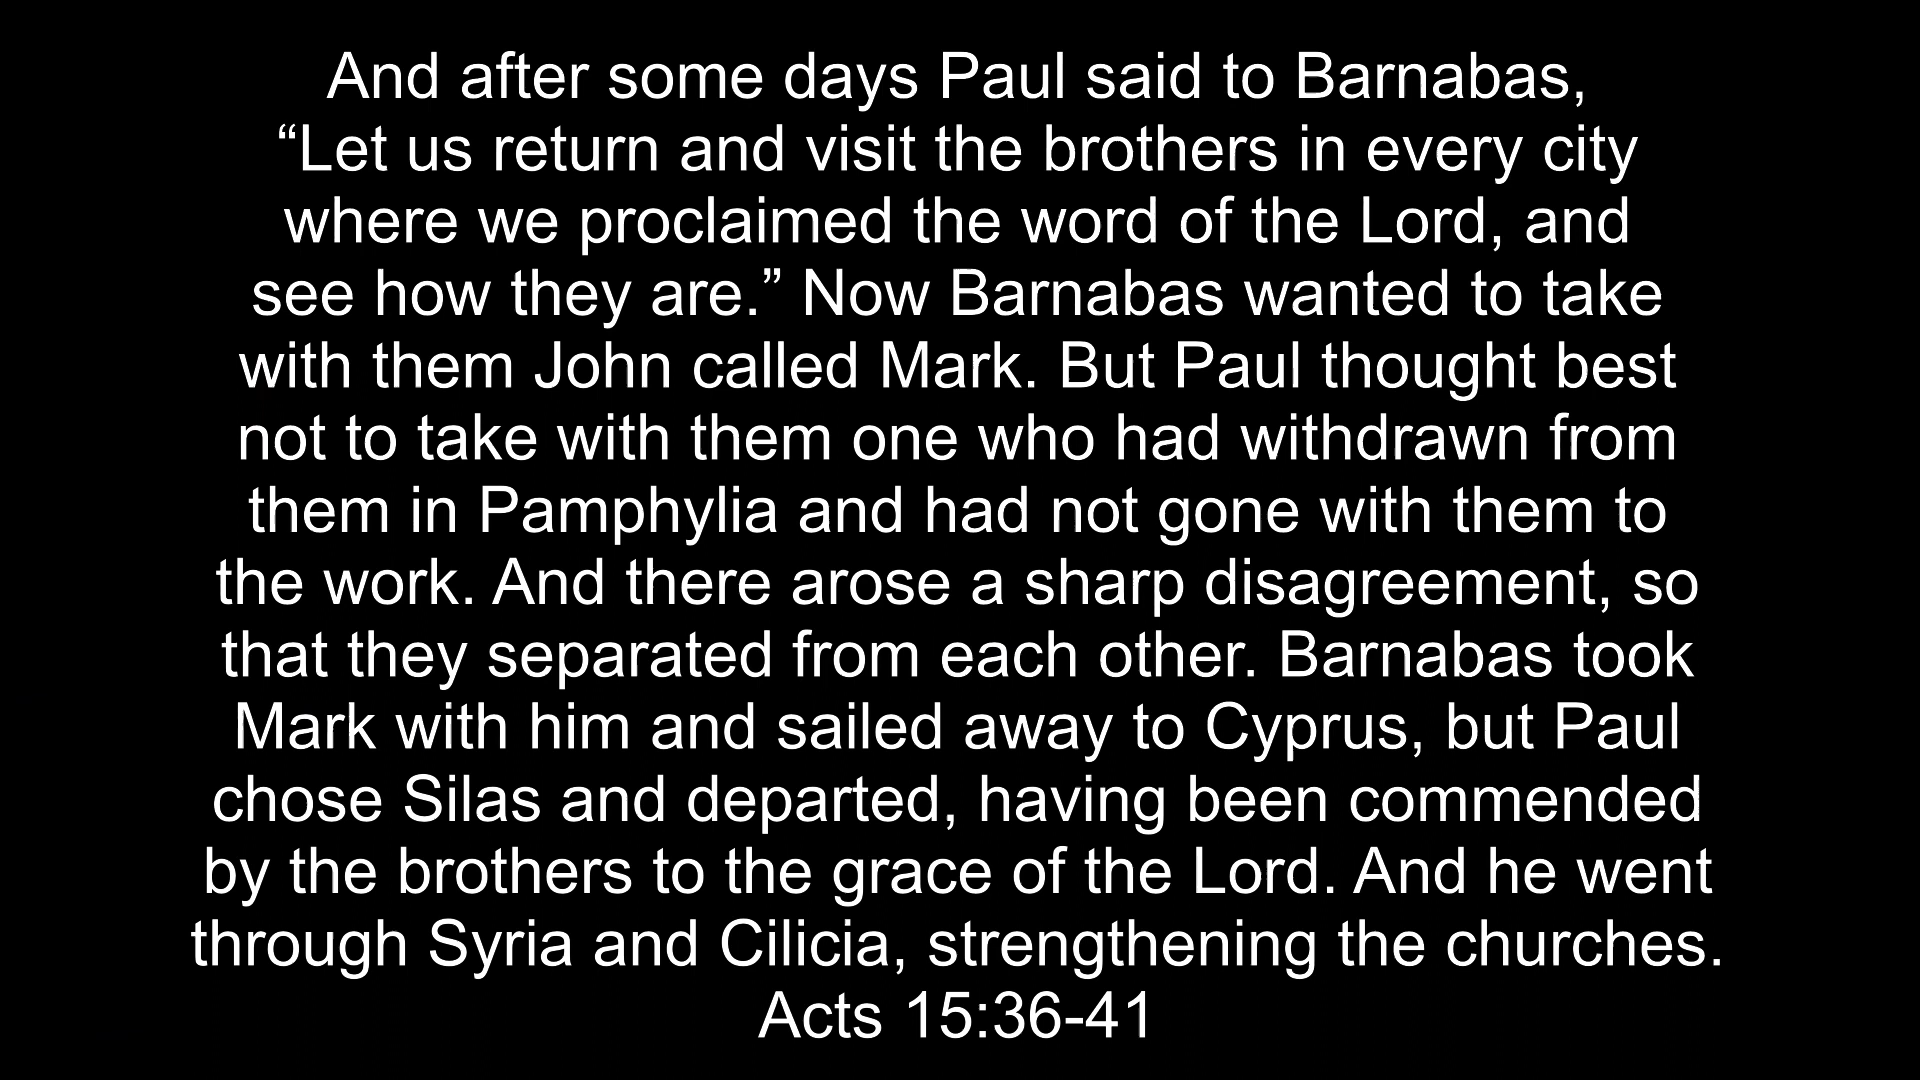 And after some days Paul said to Barnabas,
“Let us return and visit the brothers in every city
where we proclaimed the word of the Lord, and
see how they are.” Now Barnabas wanted to take
with them John called Mark. But Paul thought best
not to take with them one who had withdrawn from
them in Pamphylia and had not gone with them to
the work. And there arose a sharp disagreement, so
that they separated from each other. Barnabas took
Mark with him and sailed away to Cyprus, but Paul
chose Silas and departed, having been commended
by the brothers to the grace of the Lord. And he went
through Syria and Cilicia, strengthening the churches.
Acts 15:36-41